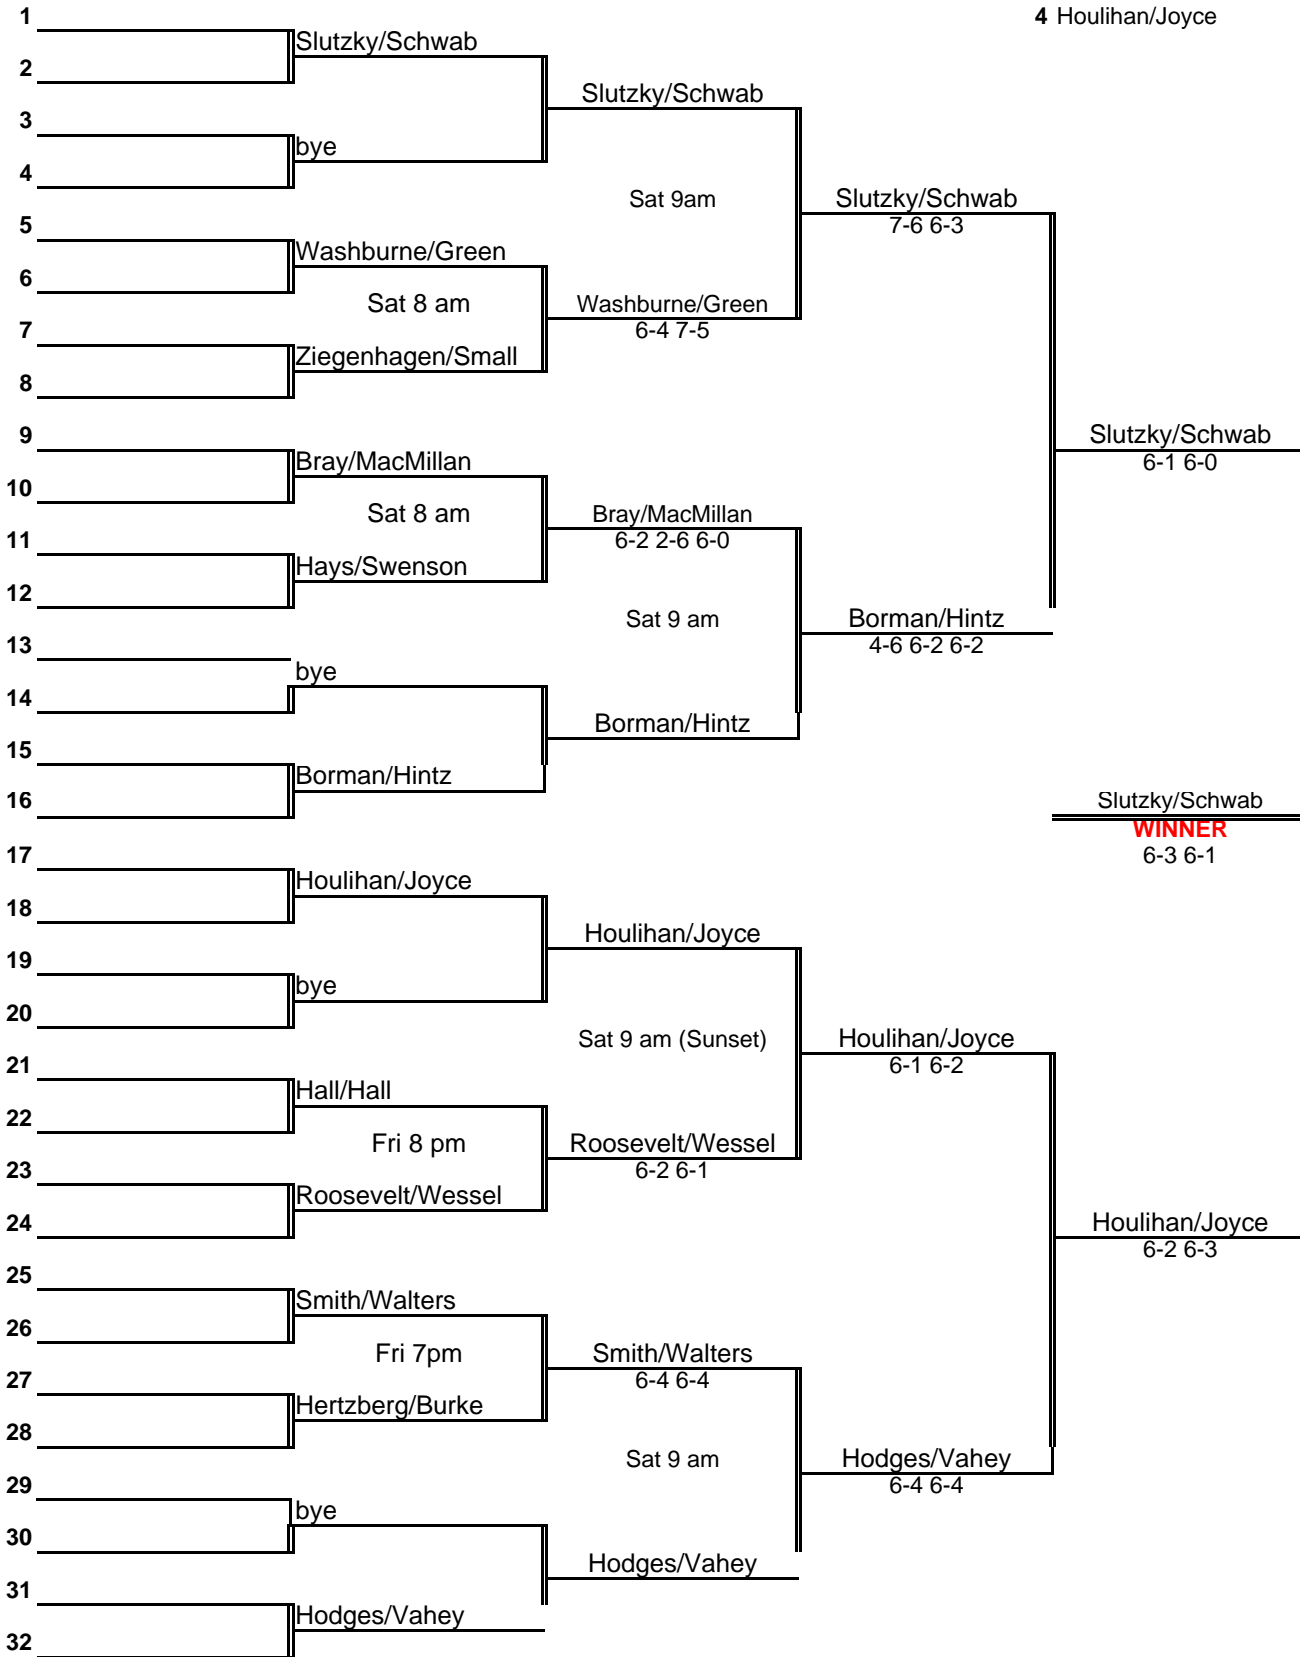 1
4 Houlihan/Joyce
Slutzky/Schwab
2
Slutzky/Schwab
3
bye
4
Sat 9am
Slutzky/Schwab
5
7-6 6-3
Washburne/Green
6
Sat 8 am
Washburne/Green
7
6-4 7-5
Ziegenhagen/Small
8
9
Slutzky/Schwab
Bray/MacMillan
6-1 6-0
10
Sat 8 am
Bray/MacMillan
11
6-2 2-6 6-0
Hays/Swenson
12
Sat 9 am
Borman/Hintz
13
4-6 6-2 6-2
bye
14
Borman/Hintz
15
Borman/Hintz
16
Slutzky/Schwab
WINNER
17
6-3 6-1
Houlihan/Joyce
18
Houlihan/Joyce
19
bye
20
Sat 9 am (Sunset)
Houlihan/Joyce
21
6-1 6-2
Hall/Hall
22
Fri 8 pm
Roosevelt/Wessel
23
6-2 6-1
Roosevelt/Wessel
24
Houlihan/Joyce
6-2 6-3
25
Smith/Walters
26
Fri 7pm
Smith/Walters
27
6-4 6-4
Hertzberg/Burke
28
Sat 9 am
Hodges/Vahey
29
6-4 6-4
bye
30
Hodges/Vahey
31
Hodges/Vahey
32